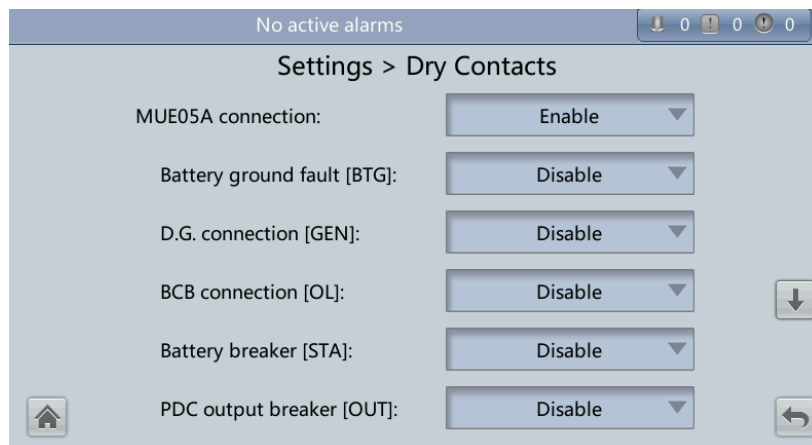 No active alarms 0 0 0
Settings > Dry Contacts
MUE05A connection: Enable
Battery ground fault [BTG]: Disable
D.G. connection [GEN]: Disable
BCB connection [OL]: Disable
Battery breaker [STA]: Disable
PDC output breaker [OUT]: Disable